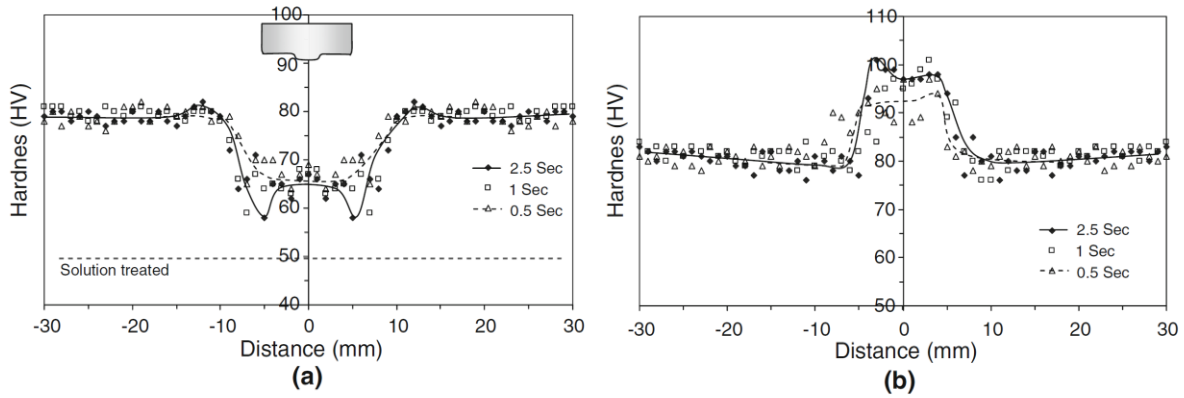 100
(a)
90
80
70
60
50
40
Hardness (HV)
2.5 Sec
1 Sec
0.5 Sec
Solution treated
-30 -20 -10 0 10 20 30
Distance (mm)
(a)
110
100
90
80
70
60
50
Hardness (HV)
2.5 Sec
1 Sec
0.5 Sec
-30 -20 -10 0 10 20 30
Distance (mm)
(b)